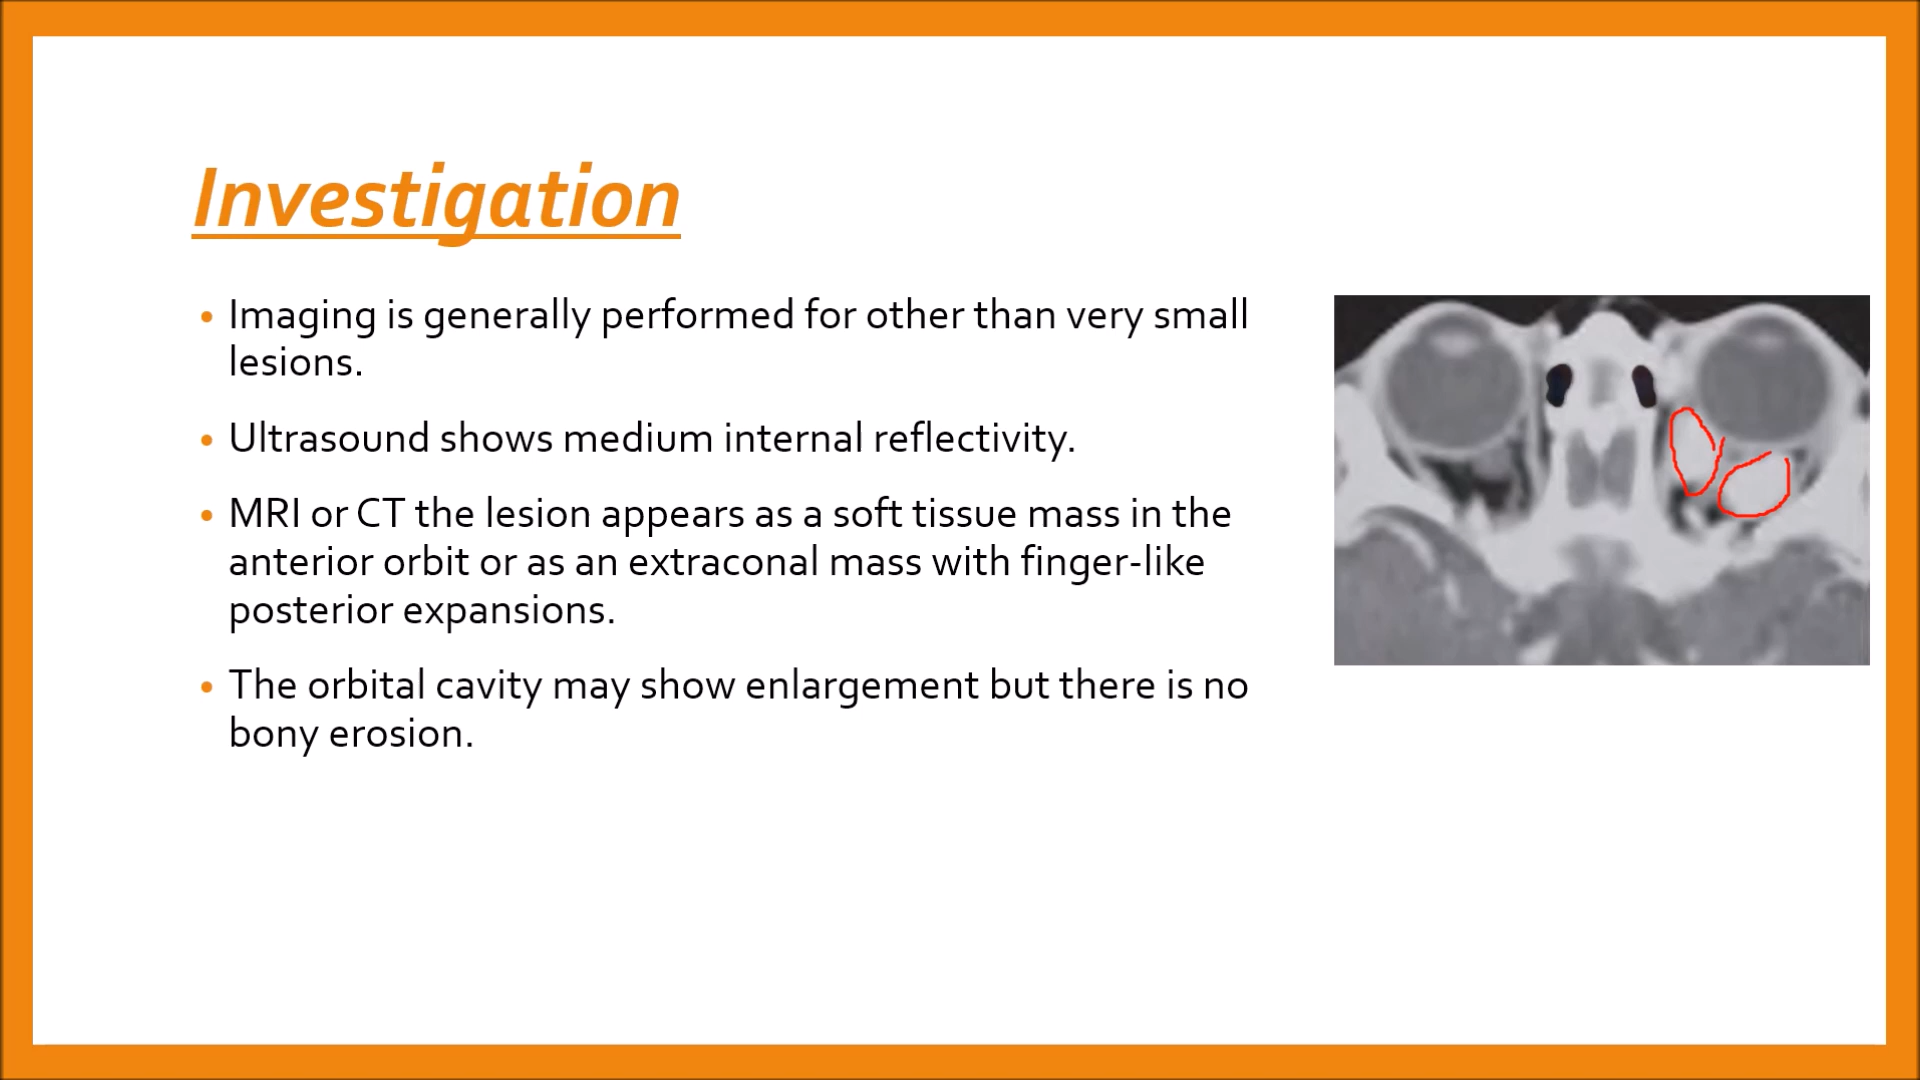 Investigation
• Imaging is generally performed for other than very small
lesions.
• Ultrasound shows medium internal reflectivity.
• MRI or CT the lesion appears as a soft tissue mass in the
anterior orbit or as an extraconal mass with finger-like
posterior expansions.
• The orbital cavity may show enlargement but there is no
bony erosion.